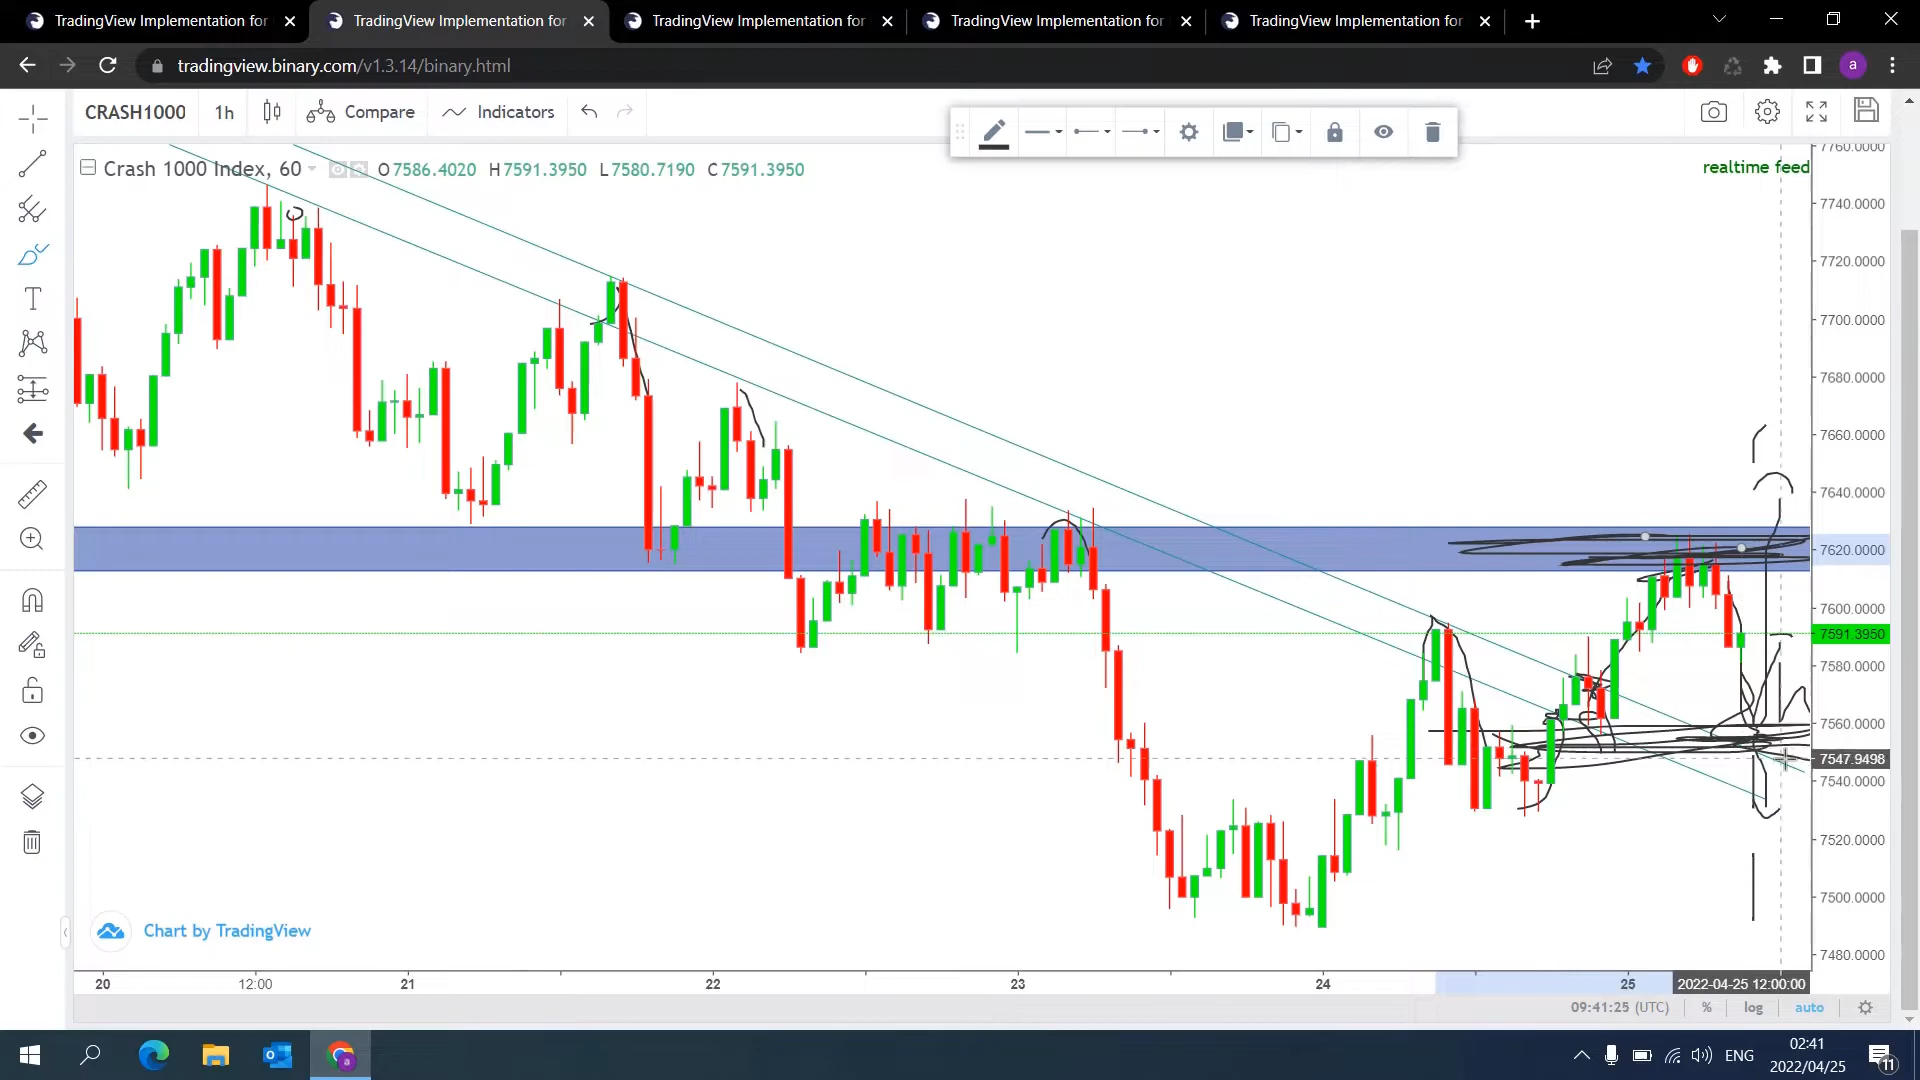 TradingView Implementation for
TradingView Implementation for
TradingView Implementation for
TradingView Implementation for
TradingView Implementation for
tradingview.binary.com/v1.3.14/binary.html
a
CRASH1000 1h Compare Indicators
Crash 1000 Index, 60 O7586.4020 H7591.3950 L7580.7190 C7591.3950
realtime feed
7760.0000
7740.0000
7720.0000
7700.0000
7680.0000
7660.0000
7640.0000
7620.0000
7600.0000
7591.3950
7580.0000
7560.0000
7547.9498
7540.0000
7520.0000
7500.0000
7480.0000
Chart by TradingView
20 12:00 21 22 23 24 25 2022-04-25 12:00:00
09:41:25 (UTC) % log auto
a
ENG
02:41
2022/04/25
11